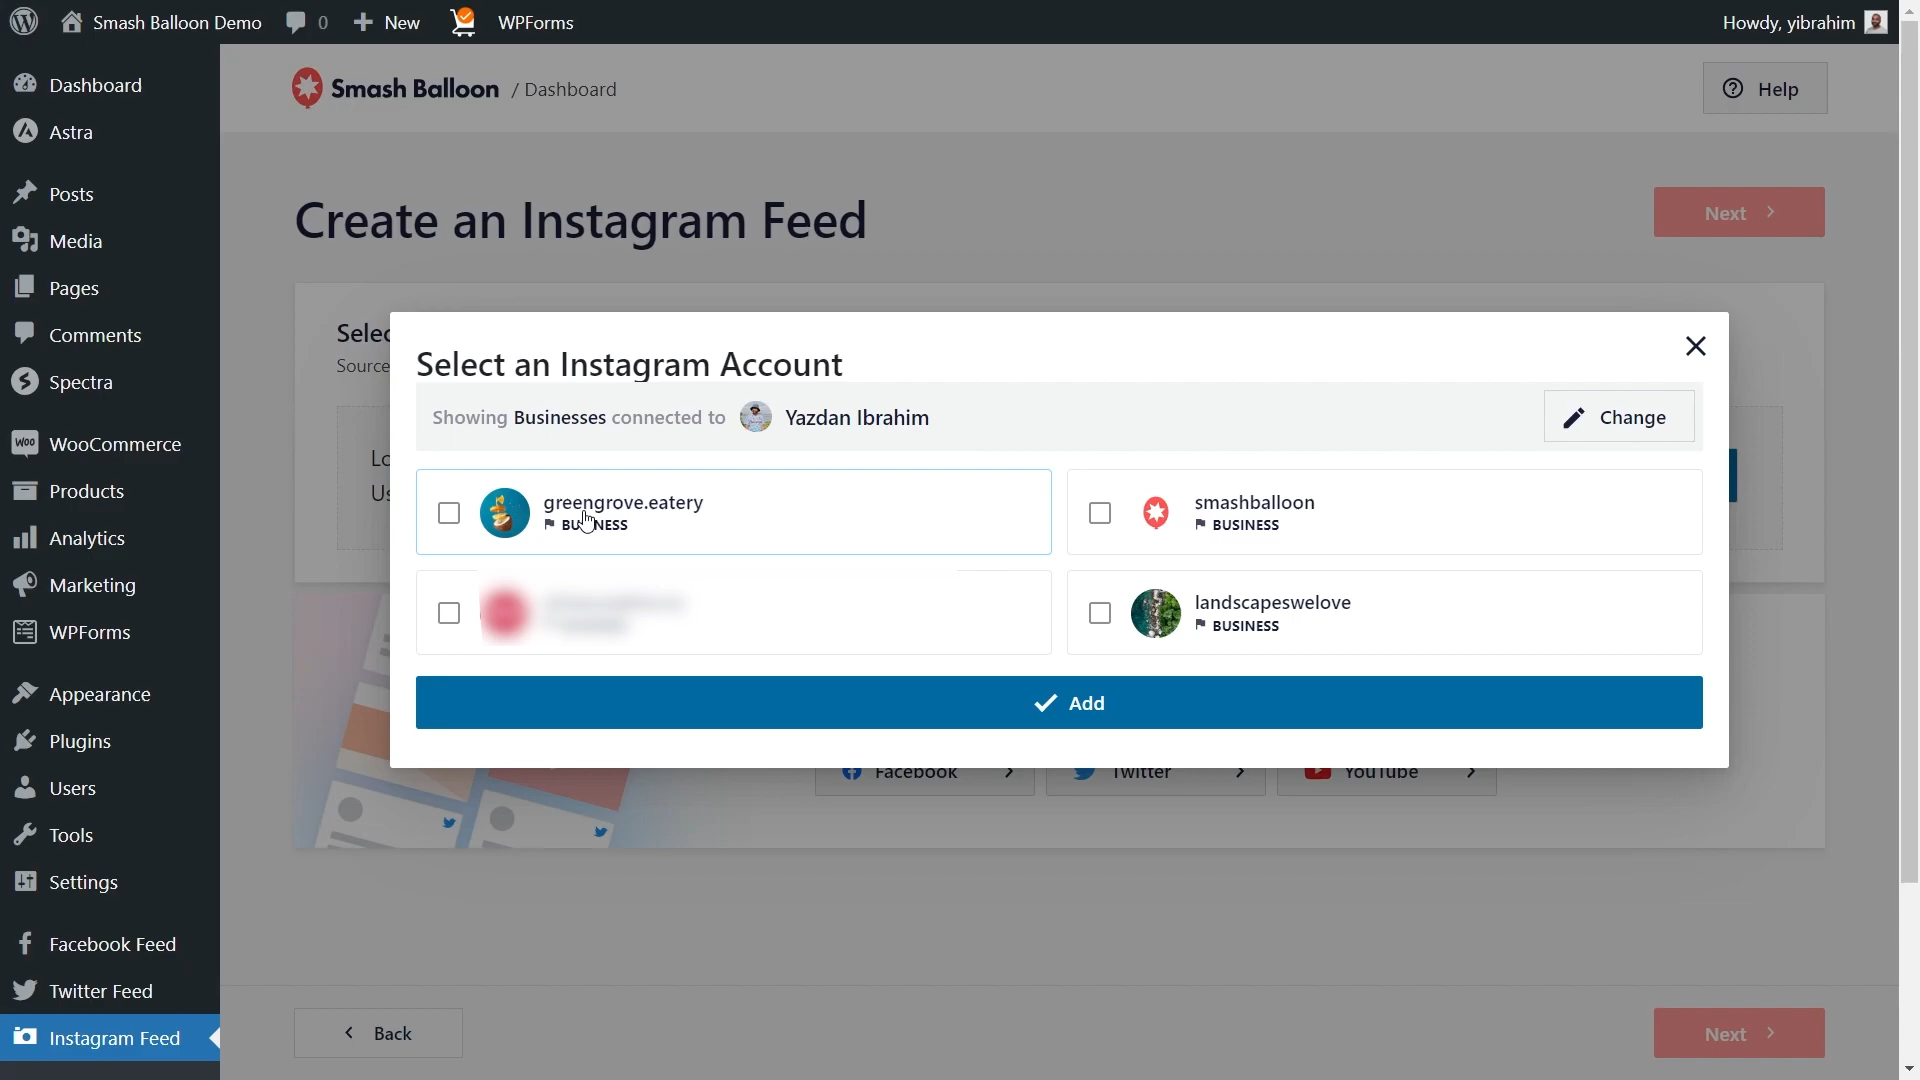 Smash Balloon Demo
0
New
WPForms
Howdy, yibrahim
Dashboard
Astra
Posts
Media
Pages
Comments
Spectra
WooCommerce
Products
Analytics
Marketing
WPForms
Appearance
Plugins
Users
Tools
Settings
Facebook Feed
Twitter Feed
Instagram Feed
Smash Balloon / Dashboard
Help
Create an Instagram Feed
Next
Select an Instagram Account
Showing Businesses connected to Yazdan Ibrahim
Change
greengrove.eatery
BUSINESS
smashballoon
BUSINESS
landscapeswelove
BUSINESS
Add
Facebook
Twitter
YouTube
Back
Next